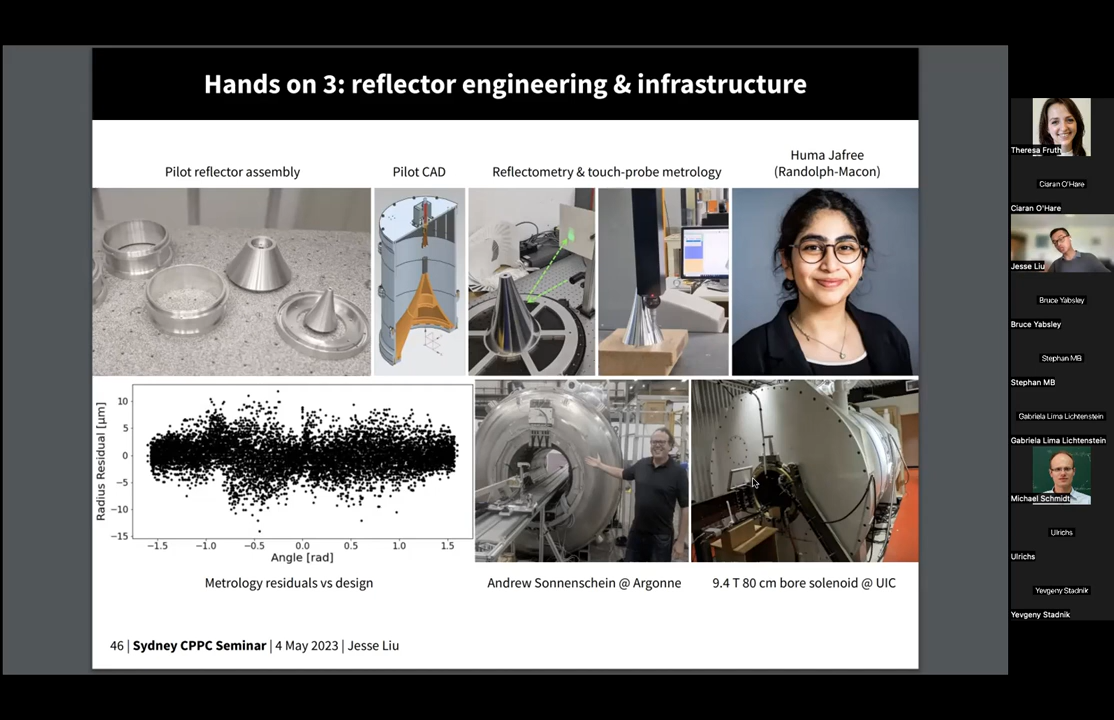 Hands on 3: reflector engineering & infrastructure
Pilot reflector assembly
Pilot CAD
Reflectometry & touch-probe metrology
Huma Jafree
(Randolph-Macon)
Radius Residual [μm]
10
5
0
−5
−10
−15
−1.5 −1.0 −0.5 0.0 0.5 1.0 1.5
Angle [rad]
Metrology residuals vs design
Andrew Sonnenschein @ Argonne
9.4 T 80 cm bore solenoid @ UIC
46 | Sydney CPPC Seminar | 4 May 2023 | Jesse Liu
Theresa Fruth
Ciaran O'Hare
Ciaran O'Hare
Jesse Liu
Bruce Yabsley
Bruce Yabsley
Stephan MB
Stephan MB
Gabriela Lima Lichtenstein
Gabriela Lima Lichtenstein
Michael Schmidt
Ulrichs
Ulrichs
Yevgeny Stadnik
Yevgeny Stadnik